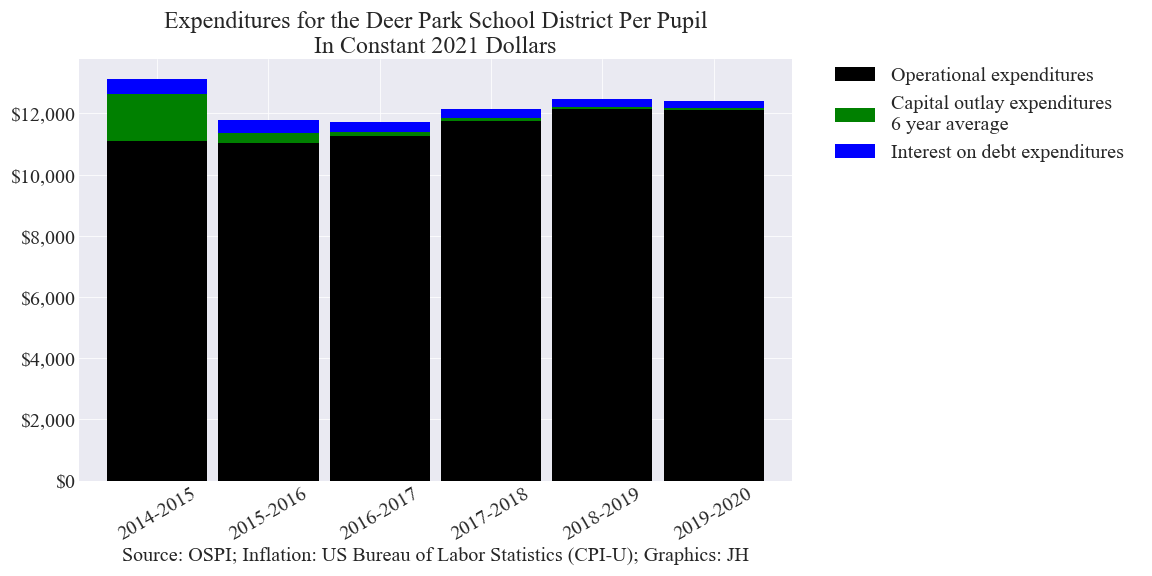 Expenditures for the Deer Park School District Per Pupil
In Constant 2021 Dollars
Operational expenditures
Capital outlay expenditures
6 year average
Interest on debt expenditures
$12,000
$10,000
$8,000
$6,000
$4,000
$2,000
$0
2014-2015
2015-2016
2016-2017
2017-2018
2018-2019
2019-2020
Source: OSPI; Inflation: US Bureau of Labor Statistics (CPI-U); Graphics: JH